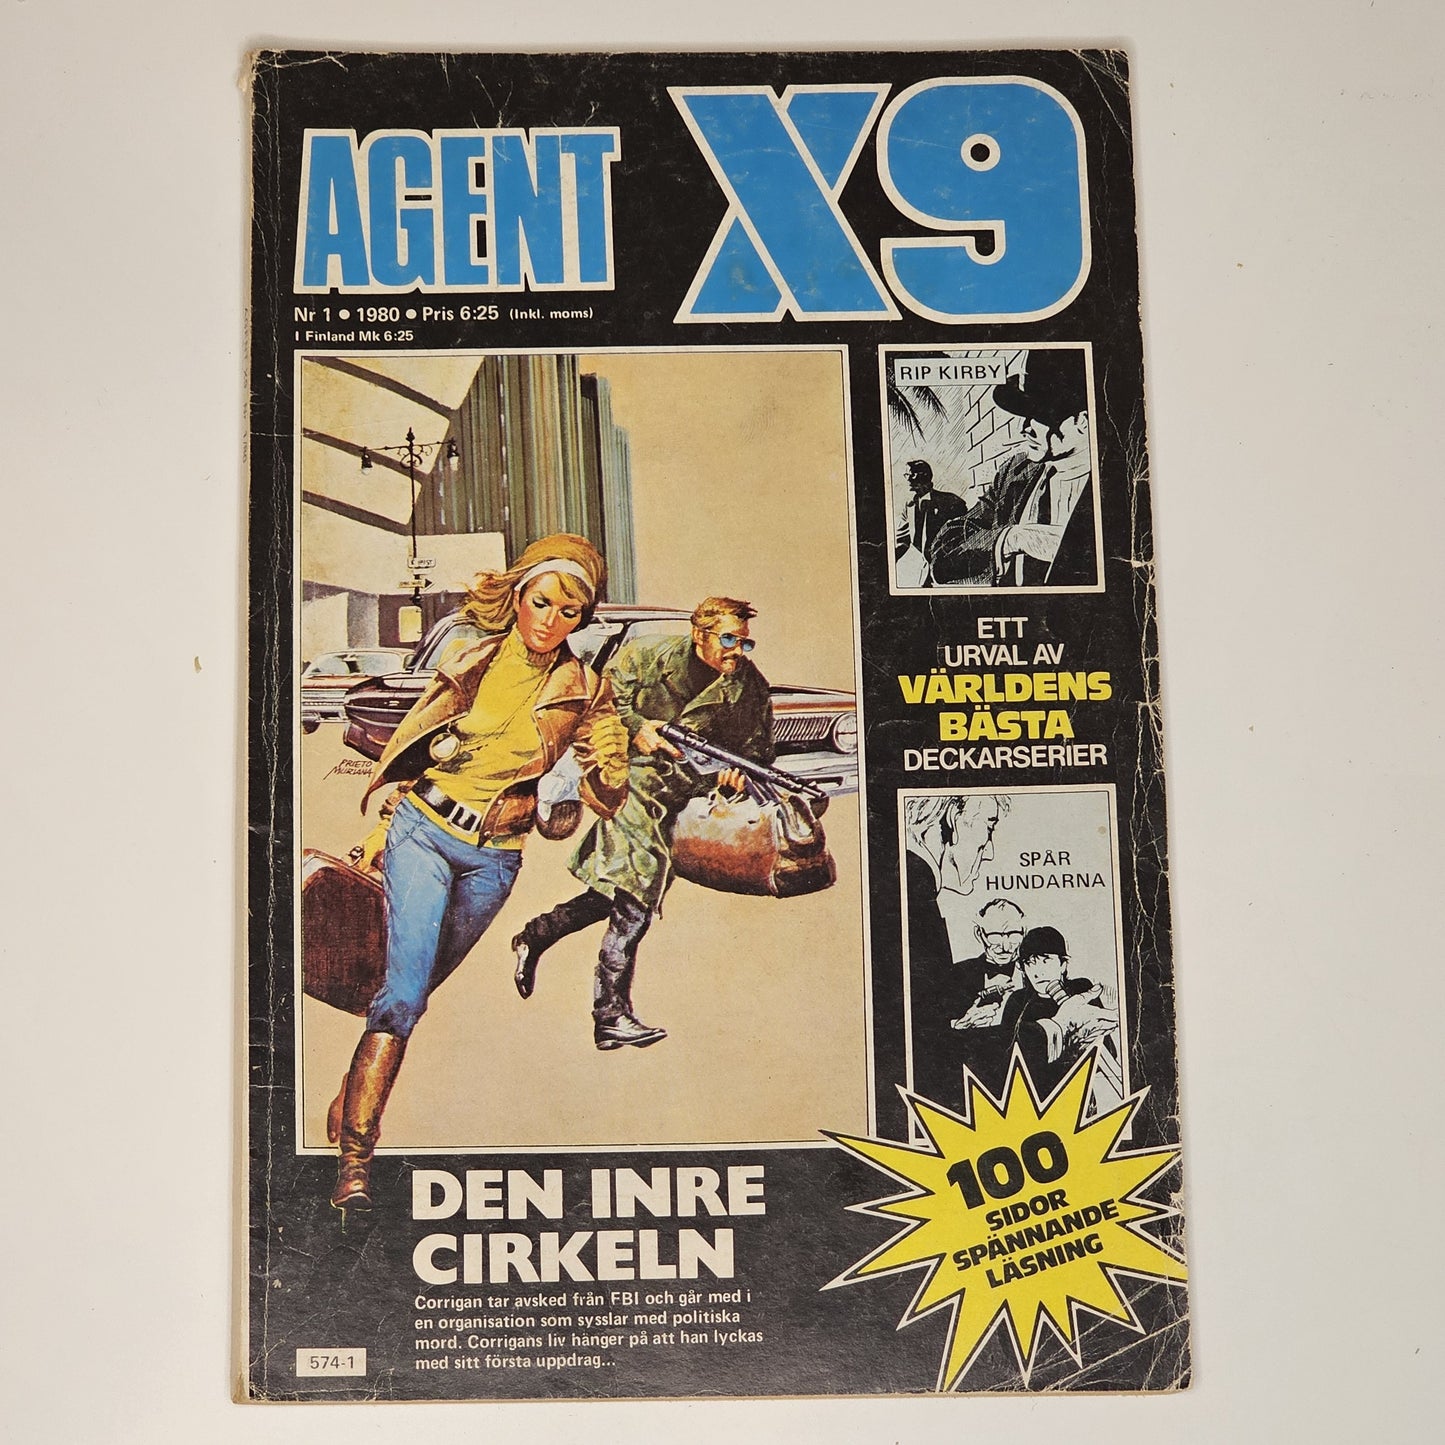 AGENT X9
Nr 1 • 1980 • Pris 6:25 (Inkl. moms)
I Finland Mk 6:25
RIP KIRBY
ETT
URVAL AV
VÄRLDENS
BÄSTA
DECKARSERIER
PRIETO
MURIANA
SPÅR
HUNDARNA
100
SIDOR
SPÄNNANDE
LÄSNING
DEN INRE
CIRKELN
Corrigan tar avsked från FBI och går med i
en organisation som sysslar med politiska
mord. Corrigans liv hänger på att han lyckas
med sitt första uppdrag...
574-1